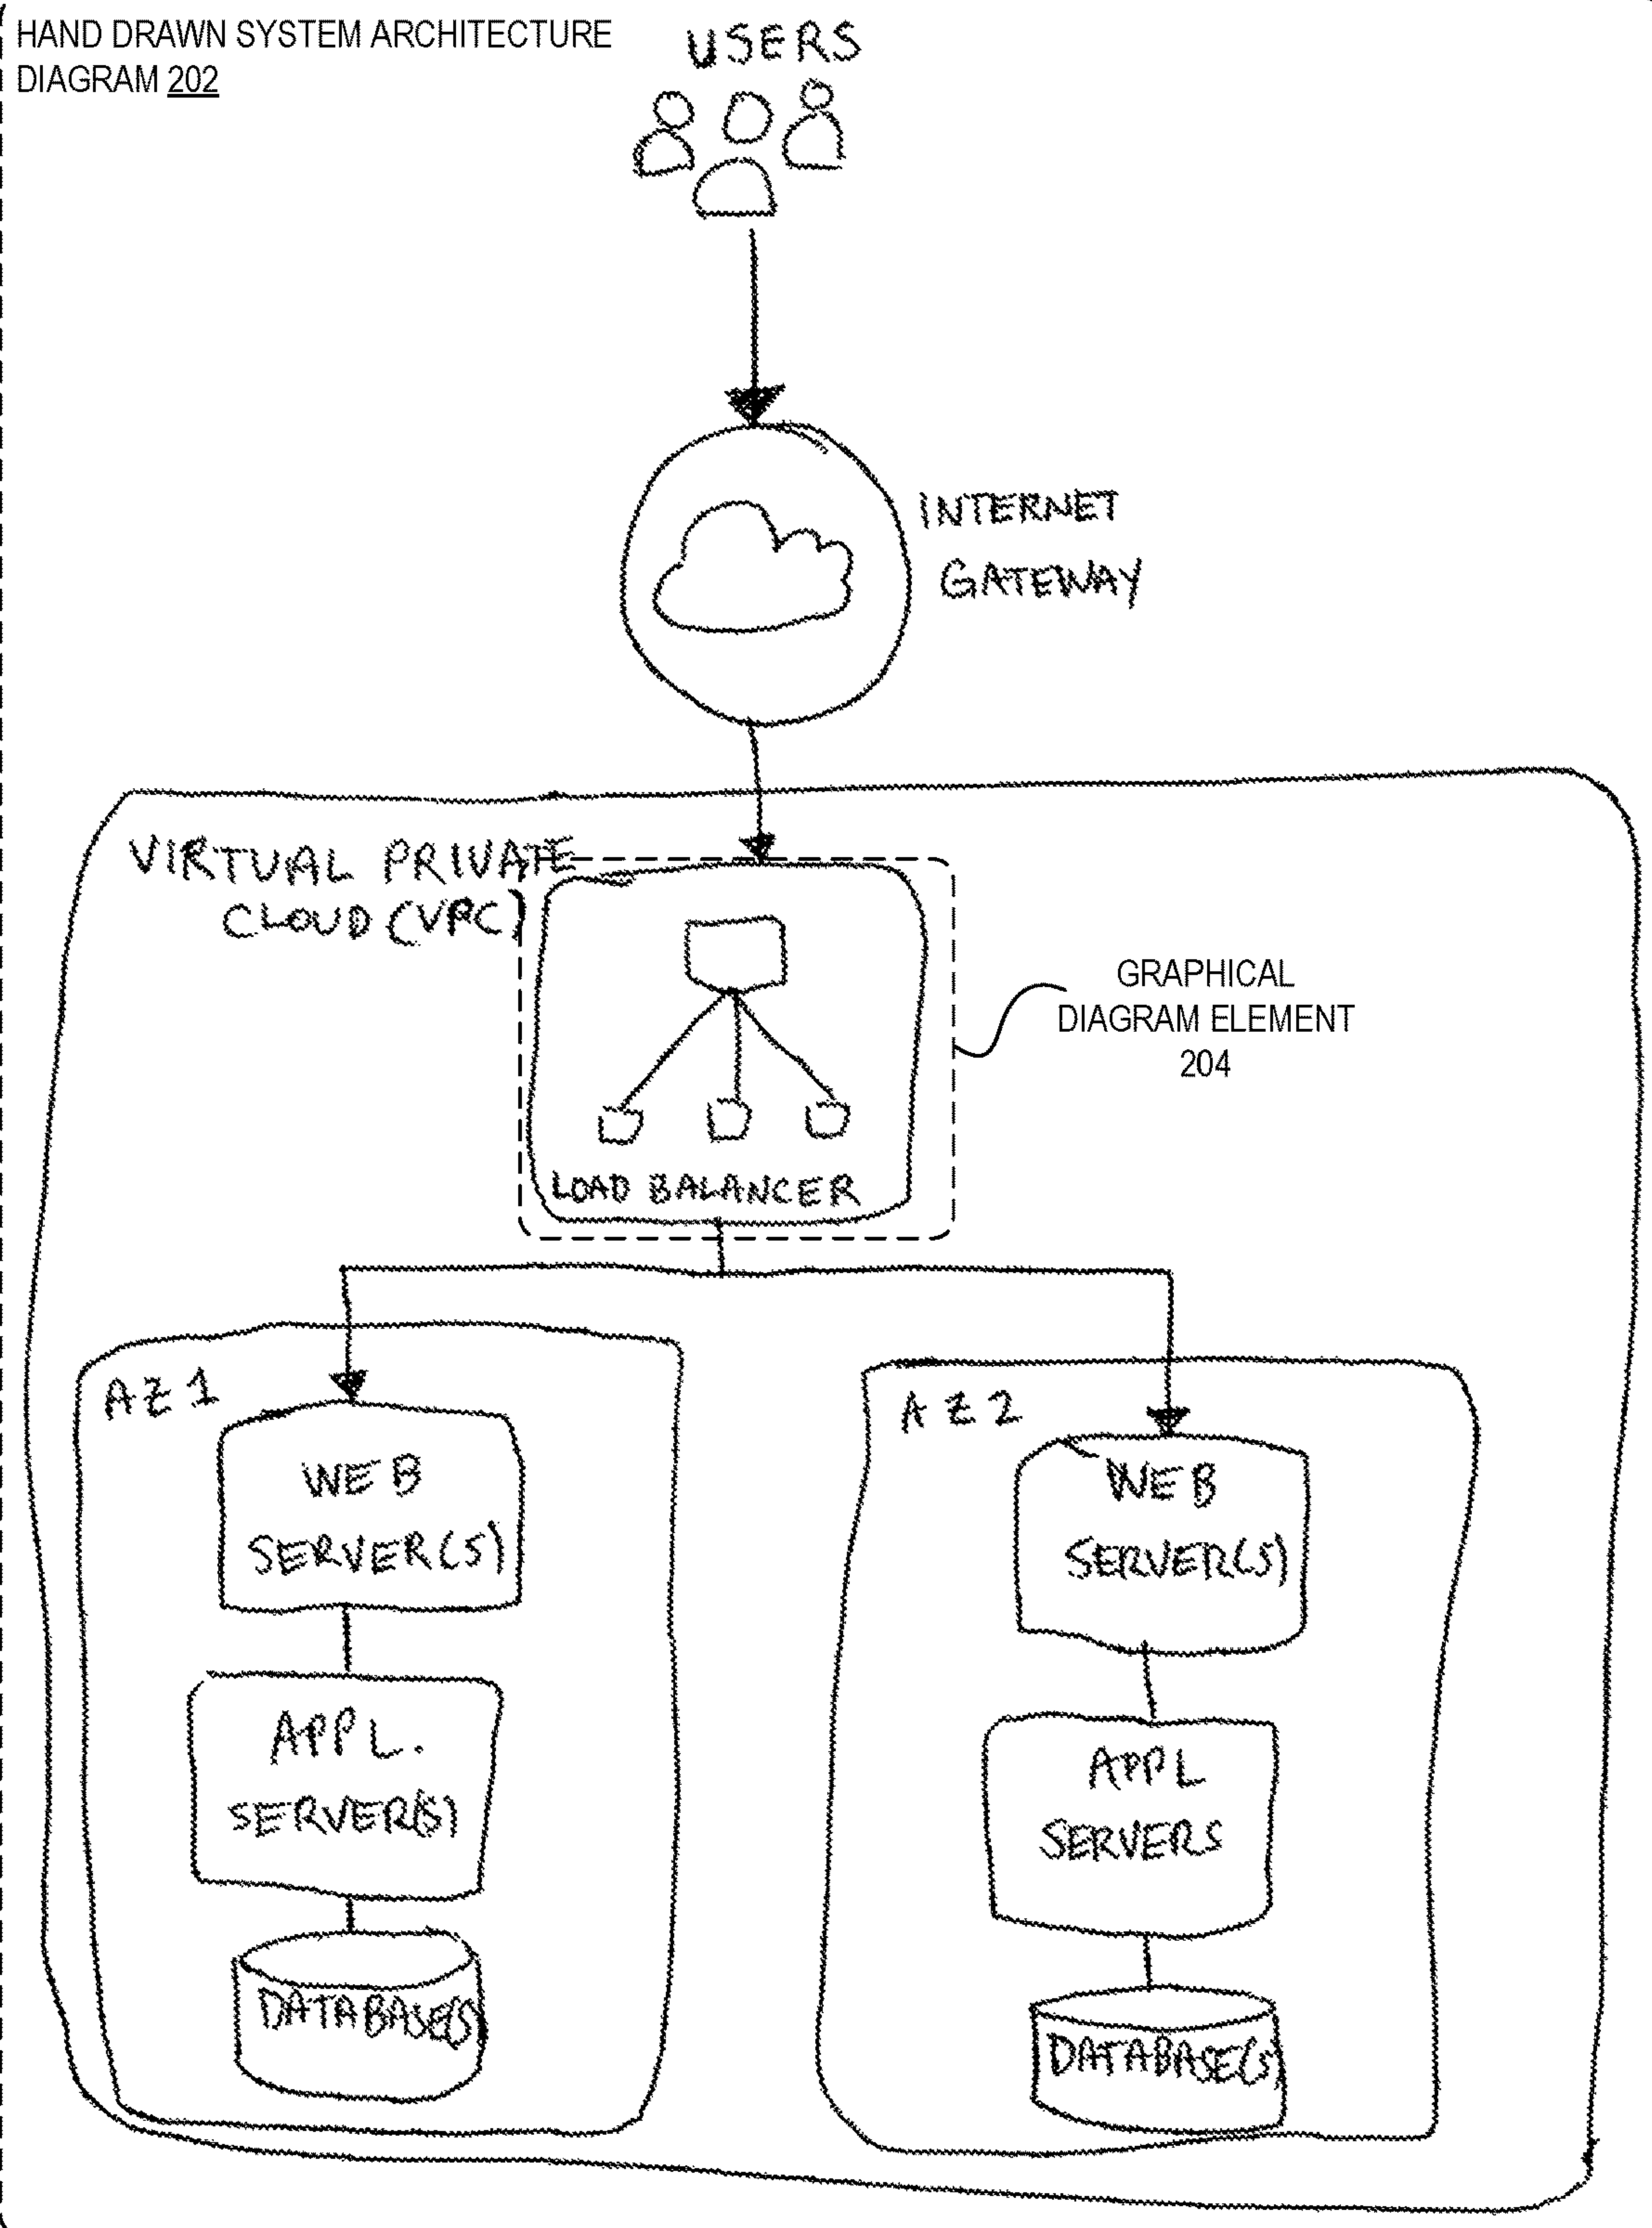 HAND DRAWN SYSTEM ARCHITECTURE
DIAGRAM 202
USERS
INTERNET
GATEWAY
VIRTUAL PRIVATE
CLOUD (VPC)
GRAPHICAL
DIAGRAM ELEMENT
204
LOAD BALANCER
AZ 1
WEB
SERVER(S)
APPL.
SERVER(S)
DATABASE(S)
AZ 2
WEB
SERVER(S)
APPL
SERVERS
DATABASE(S)